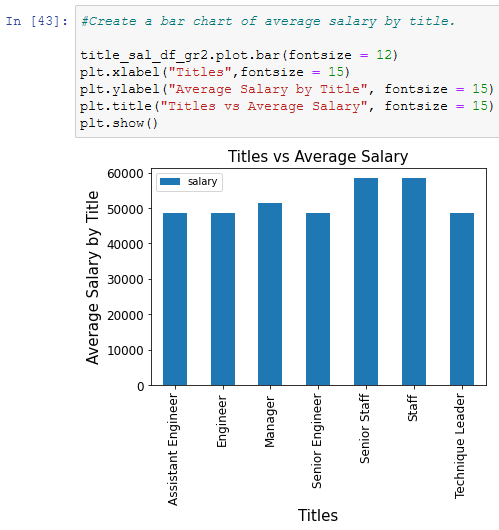 In [43]: #Create a bar chart of average salary by title.
title_sal_df_gr2.plot.bar(fontsize = 12)
plt.xlabel("Titles",fontsize = 15)
plt.ylabel("Average Salary by Title", fontsize = 15)
plt.title("Titles vs Average Salary", fontsize = 15)
plt.show()
Titles vs Average Salary
salary
60000
50000
40000
30000
20000
10000
0
Average Salary by Title
Assistant Engineer
Engineer
Manager
Senior Engineer
Senior Staff
Staff
Technique Leader
Titles